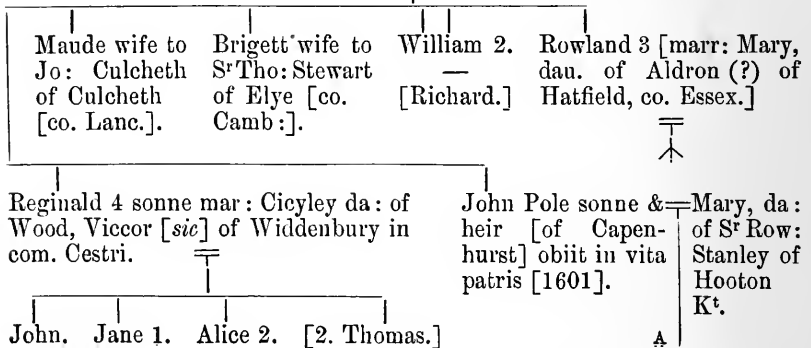 Maude wife to
Jo: Culcheth
of Culcheth
[co. Lanc.].
Brigett wife to
Sʳ Tho: Stewart
of Elye [co.
Camb:].
William 2.
—
[Richard.]
Rowland 3 [marr: Mary,
dau. of Aldron (?) of
Hatfield, co. Essex.]
Reginald 4 sonne mar: Cicyley da: of
Wood, Viccor [sic] of Widdenbury in
com. Cestri.
John Pole sonne &
heir [of Capen-
hurst] obiit in vita
patris [1601].
Mary, da:
of Sʳ Row:
Stanley of
Hooton
Kᵗ.
John. Jane 1. Alice 2. [2. Thomas.]
A